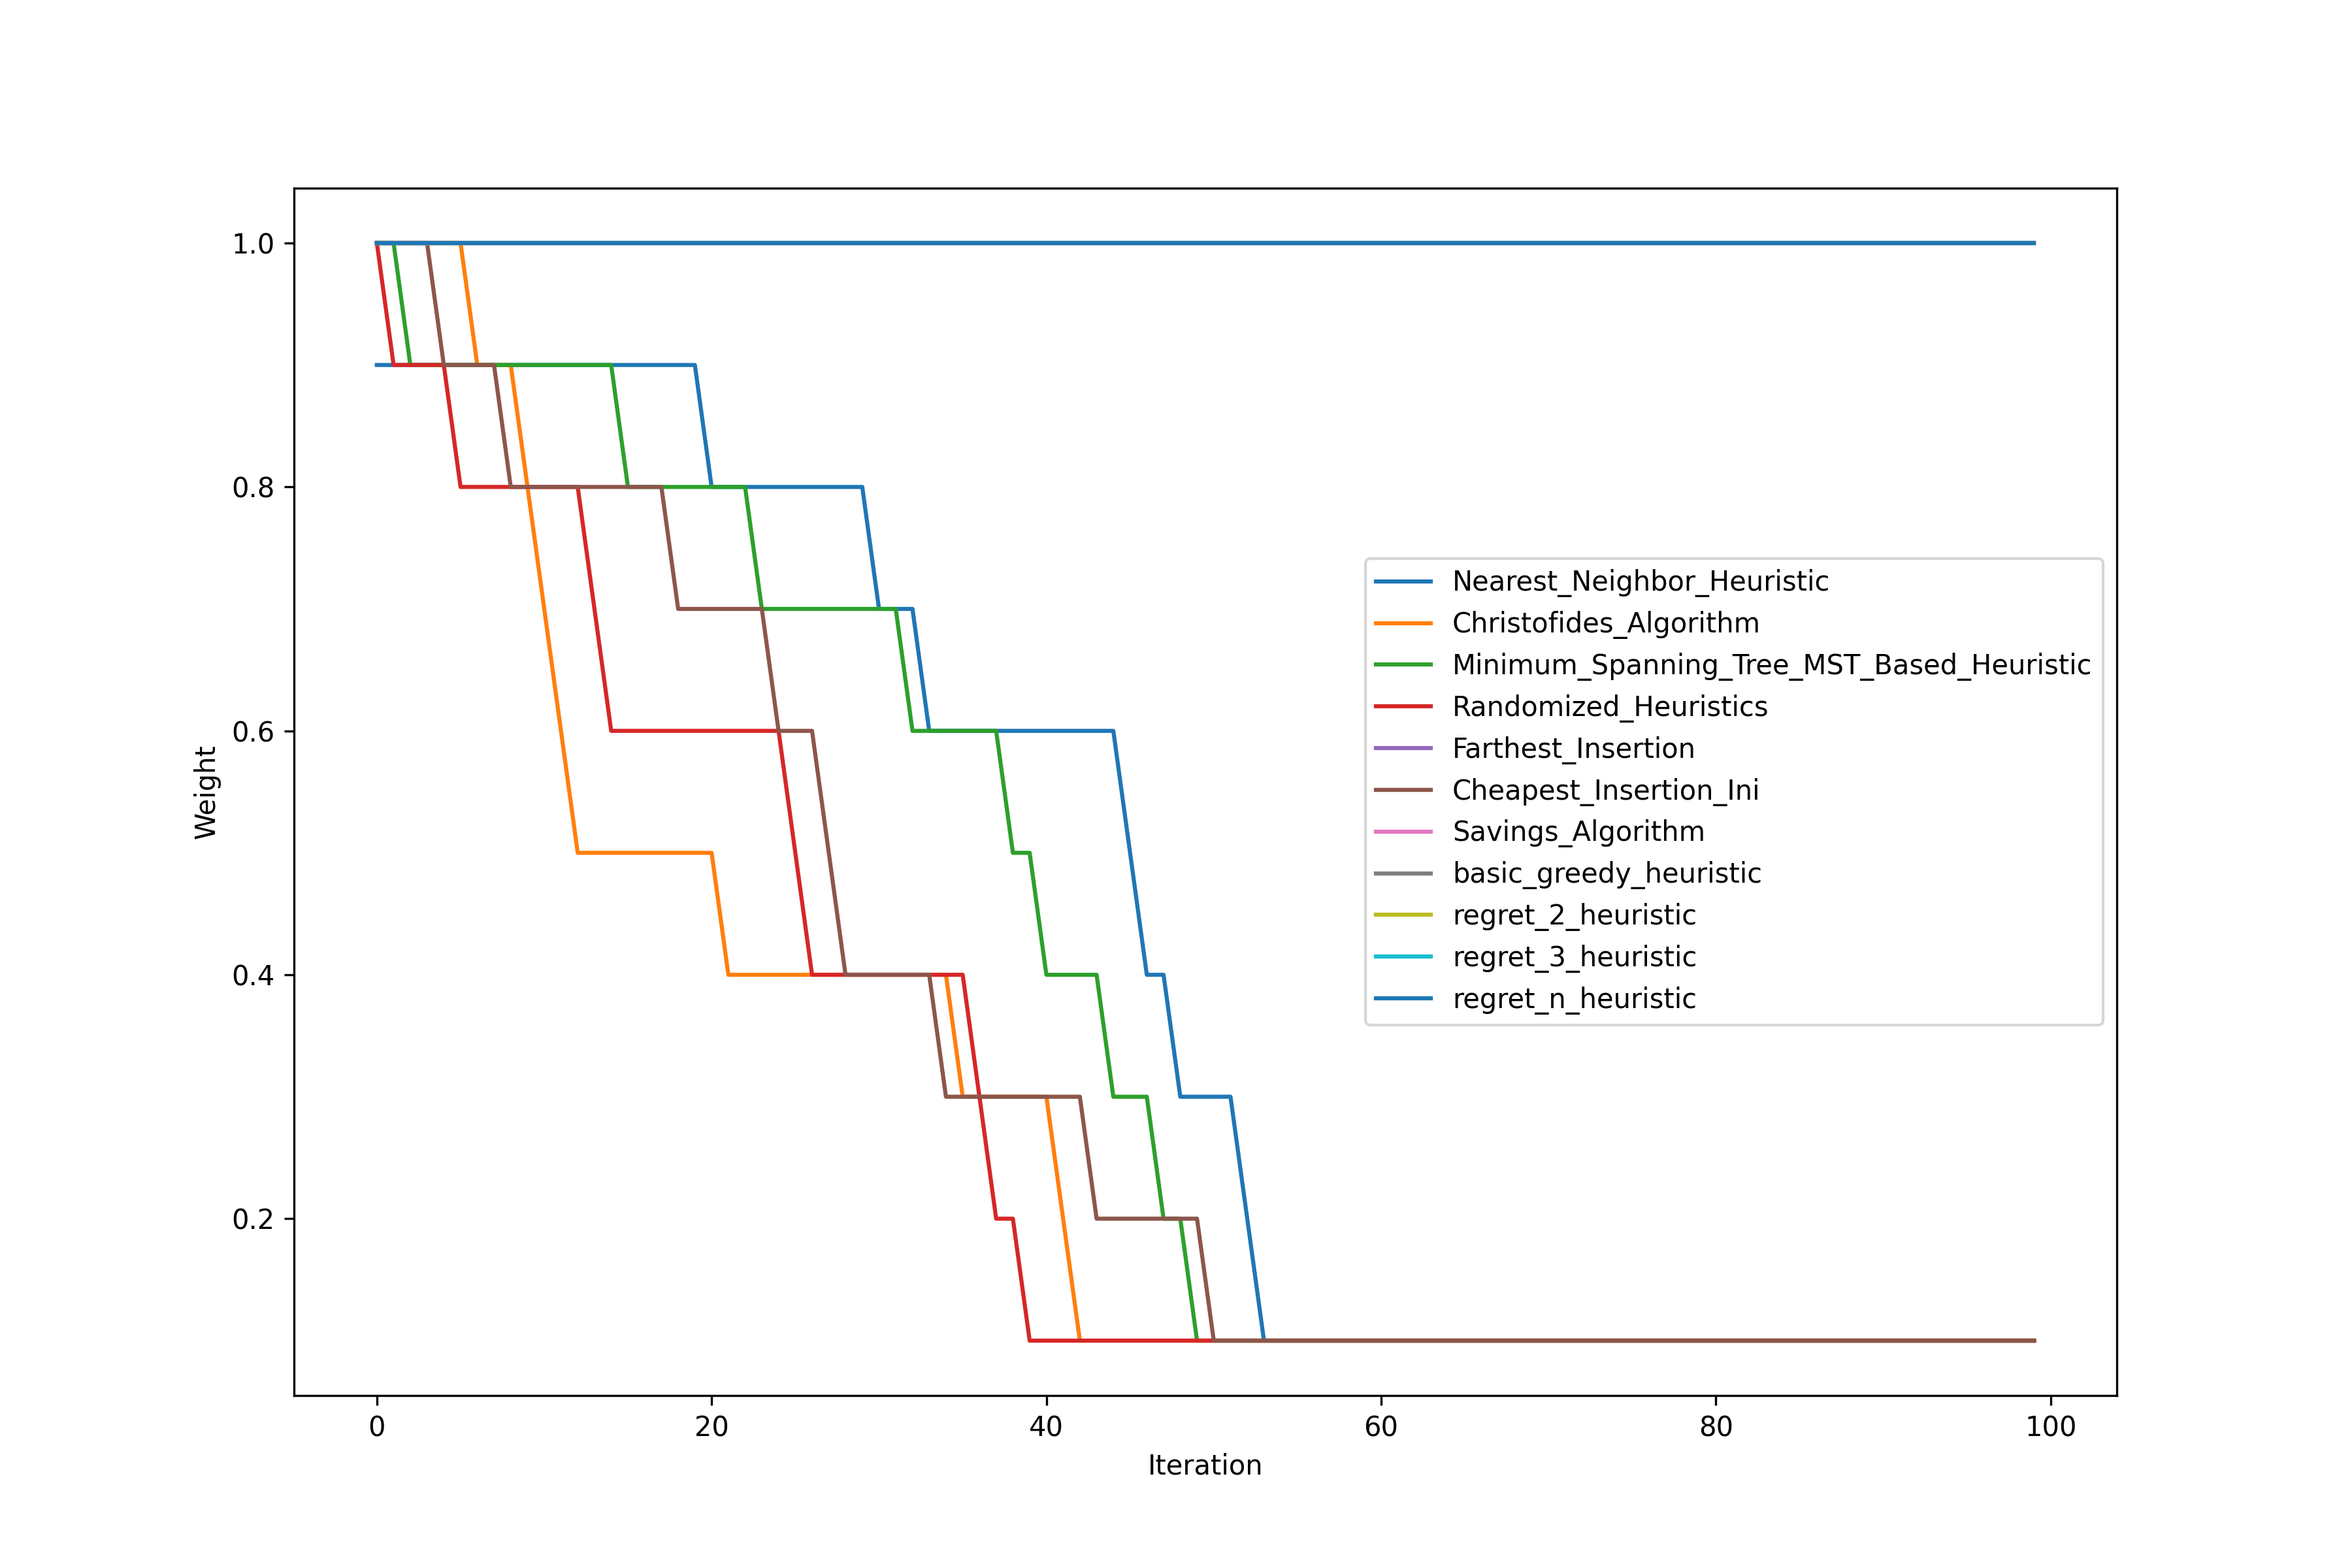 1.0
0.8
0.6
0.4
0.2
Weight
0 20 40 60 80 100
Iteration
Nearest_Neighbor_Heuristic
Christofides_Algorithm
Minimum_Spanning_Tree_MST_Based_Heuristic
Randomized_Heuristics
Farthest_Insertion
Cheapest_Insertion_Ini
Savings_Algorithm
basic_greedy_heuristic
regret_2_heuristic
regret_3_heuristic
regret_n_heuristic